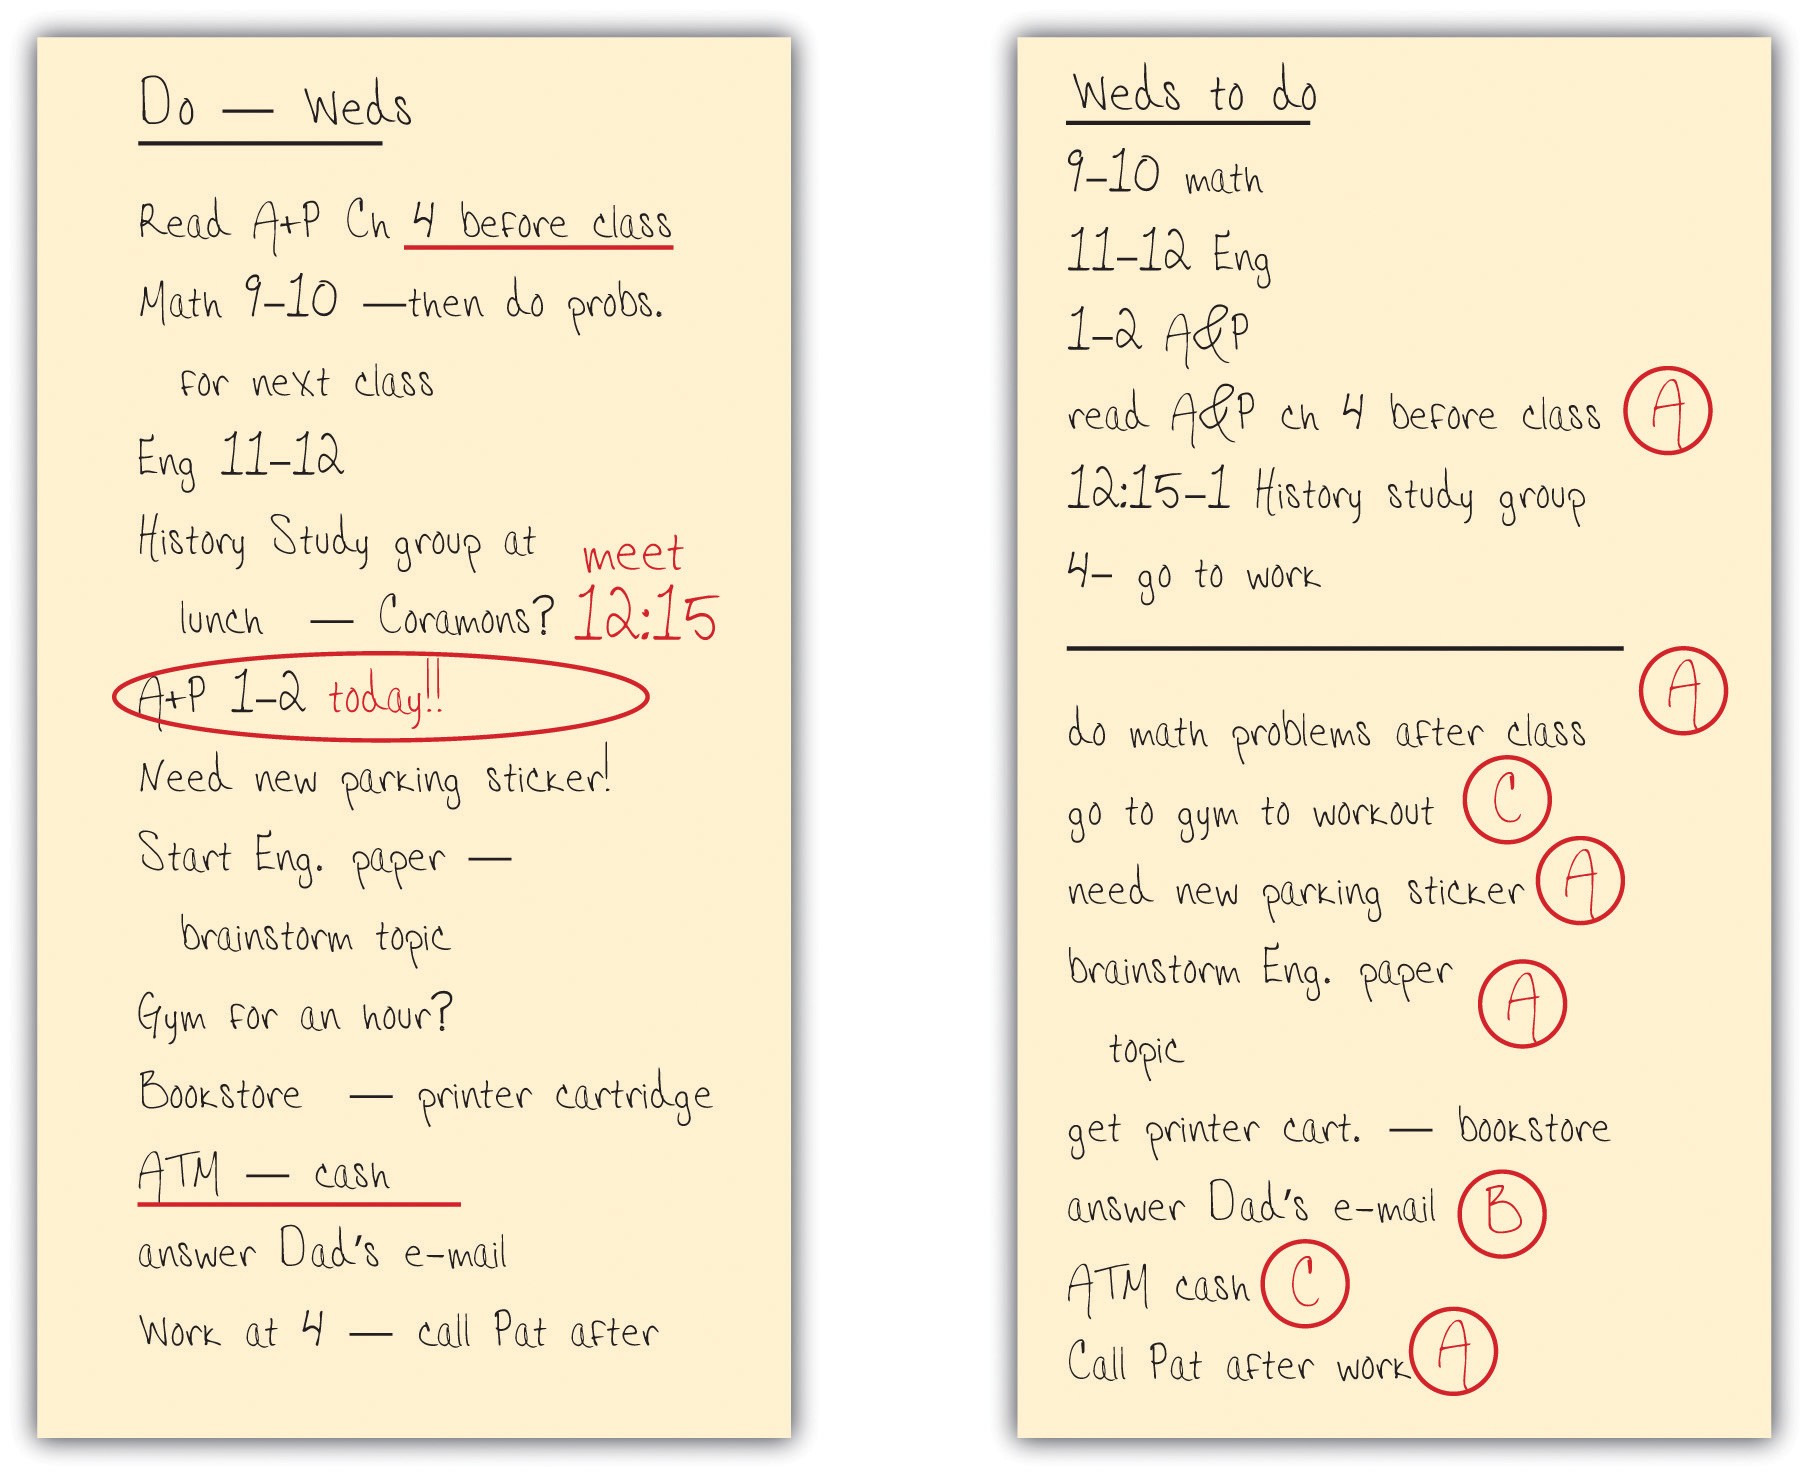 Do — Weds
Read A+P Ch 4 before class
Math 9–10 —then do probs.
for next class
Eng 11–12
History Study group at meet
lunch — Coramons? 12:15
A+P 1–2 today!!
Need new parking sticker!
Start Eng. paper —
brainstorm topic
Gym for an hour?
Bookstore — printer cartridge
ATM — cash
answer Dad's e-mail
Work at 4 — call Pat after
Weds to do
9–10 math
11–12 Eng
1–2 A&P
read A&P ch 4 before class A
12:15–1 History study group
4– go to work
A
do math problems after class
go to gym to workout C
need new parking sticker A
brainstorm Eng. paper A
topic
get printer cart. — bookstore
answer Dad's e-mail B
ATM cash C
Call Pat after work A